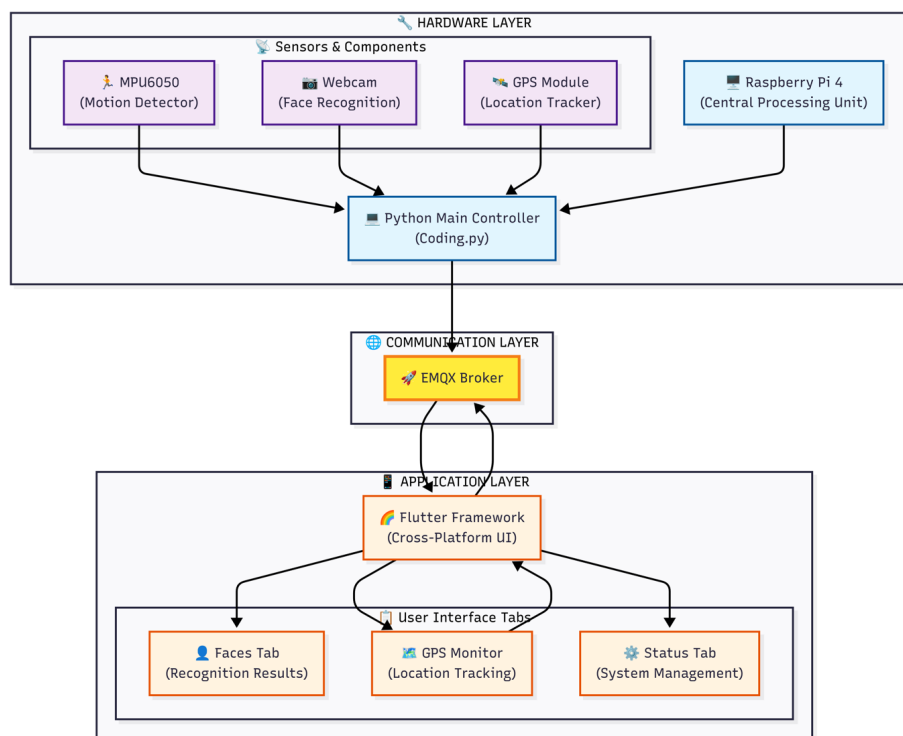 🔧 HARDWARE LAYER
📡 Sensors & Components
🏃 MPU6050
(Motion Detector)
📷 Webcam
(Face Recognition)
🛰️ GPS Module
(Location Tracker)
🖥️ Raspberry Pi 4
(Central Processing Unit)
💻 Python Main Controller
(Coding.py)
🌐 COMMUNICATION LAYER
🚀 EMQX Broker
📱 APPLICATION LAYER
🌈 Flutter Framework
(Cross-Platform UI)
📋 User Interface Tabs
👤 Faces Tab
(Recognition Results)
🗺️ GPS Monitor
(Location Tracking)
⚙️ Status Tab
(System Management)